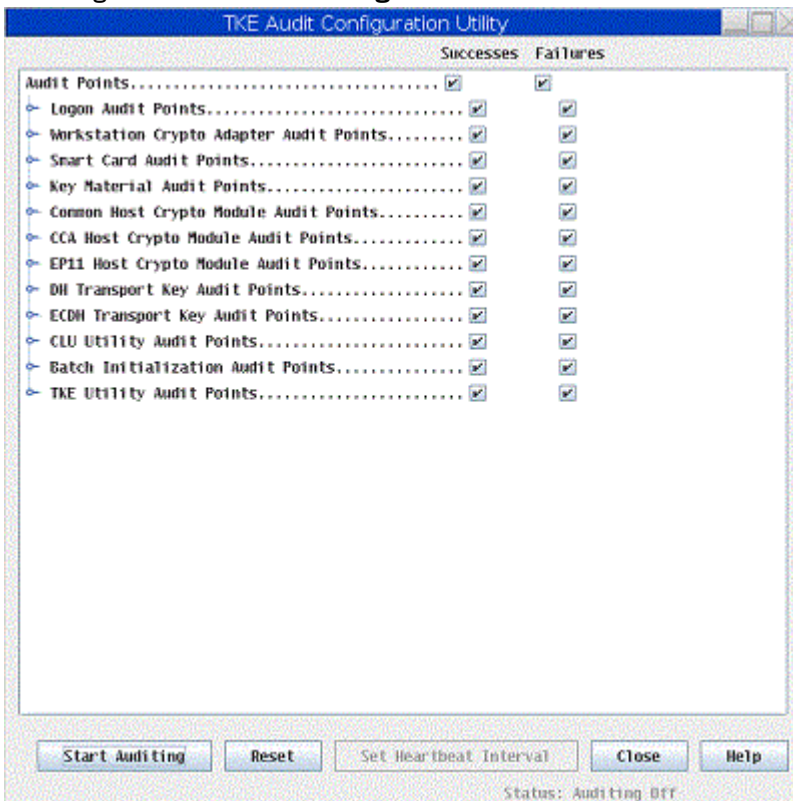 TKE Audit Configuration Utility
Successes Failures
Audit Points....................................
Logon Audit Points..............................
Workstation Crypto Adapter Audit Points.........
Smart Card Audit Points.........................
Key Material Audit Points.......................
Common Host Crypto Module Audit Points..........
CCA Host Crypto Module Audit Points.............
EP11 Host Crypto Module Audit Points............
DH Transport Key Audit Points...................
ECDH Transport Key Audit Points.................
CLU Utility Audit Points........................
Batch Initialization Audit Points...............
TKE Utility Audit Points........................
Start Auditing Reset Set Heartbeat Interval Close Help
Status: Auditing Off